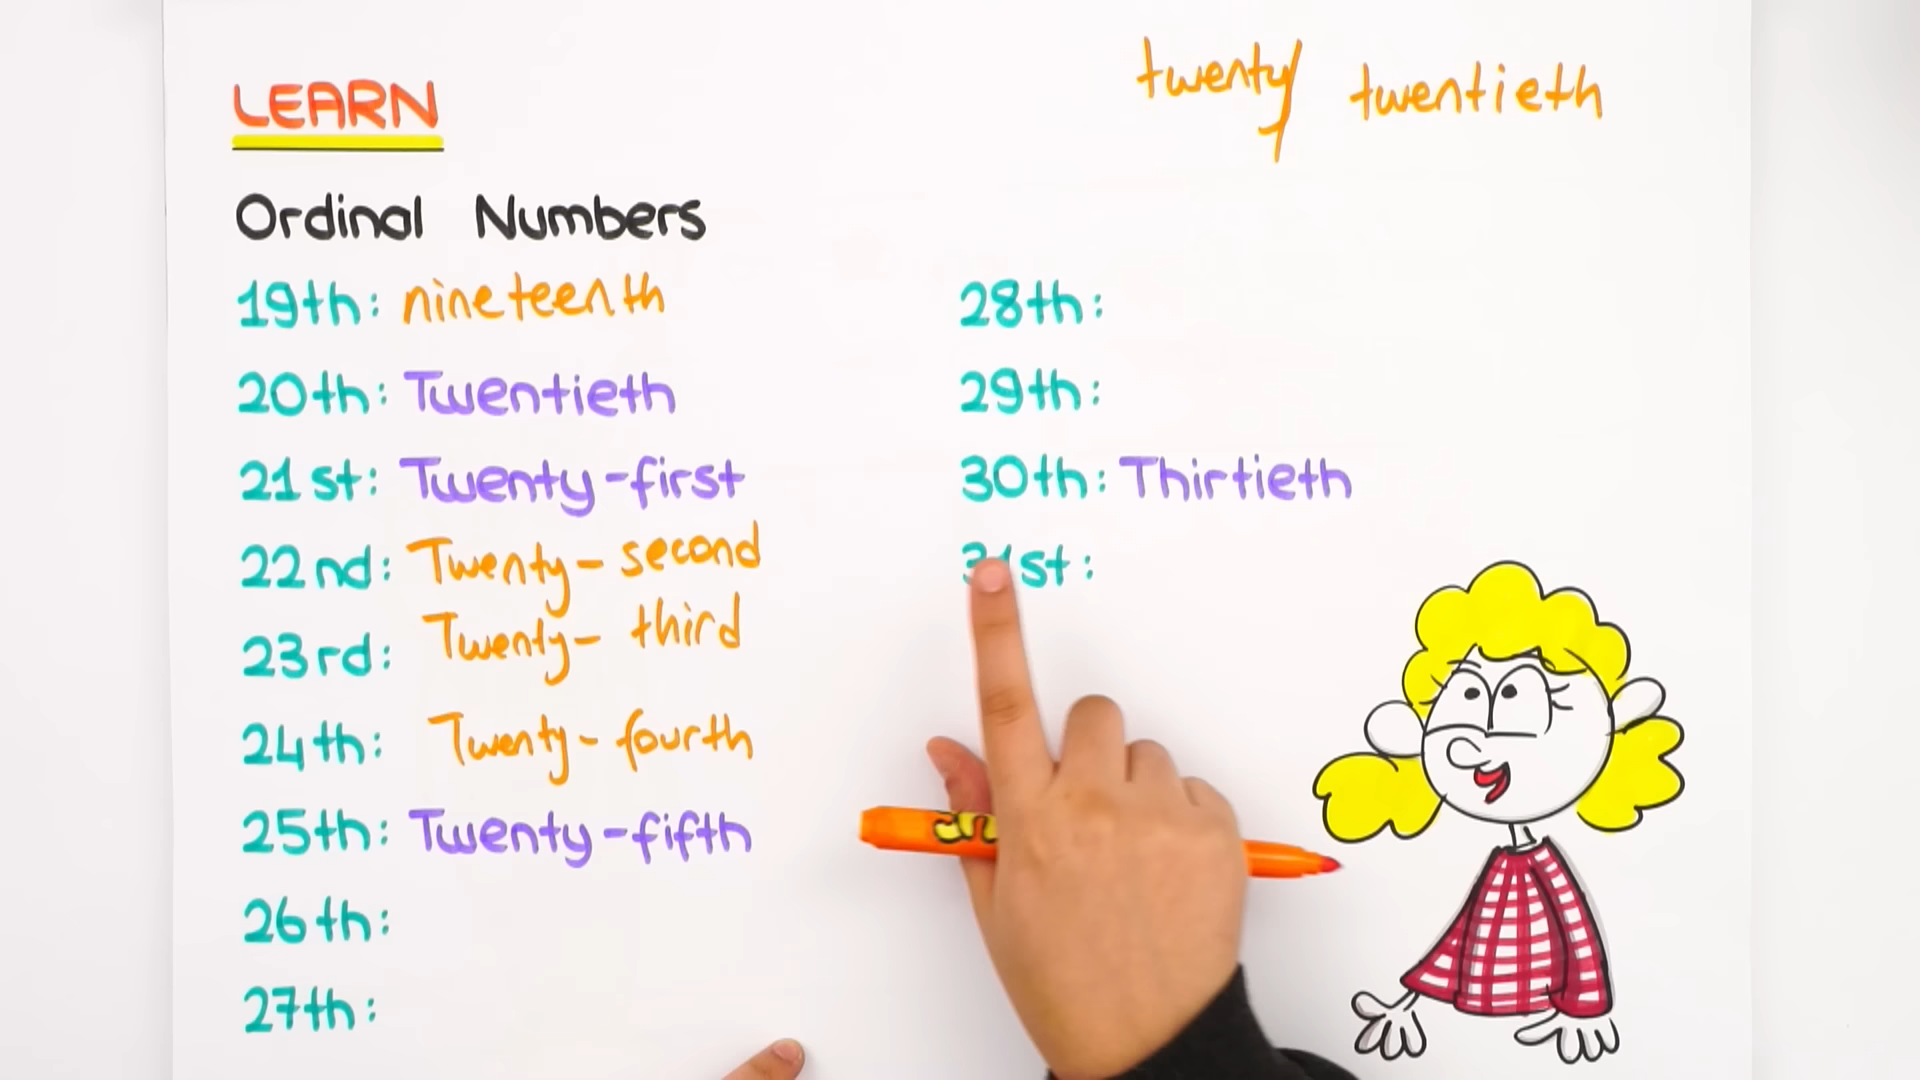 twenty twentieth
y
LEARN
Ordinal Numbers
19th: nineteenth
20th: Twentieth
21st: Twenty-first
22nd: Twenty-second
23rd: Twenty-third
24th: Twenty-fourth
25th: Twenty-fifth
26th:
27th:
28th:
29th:
30th: Thirtieth
31st: